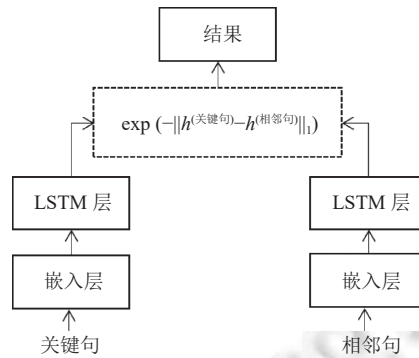 结果
exp (−||h^(关键句)−h^(相邻句)||₁)
LSTM 层 LSTM 层
嵌入层 嵌入层
关键句 相邻句